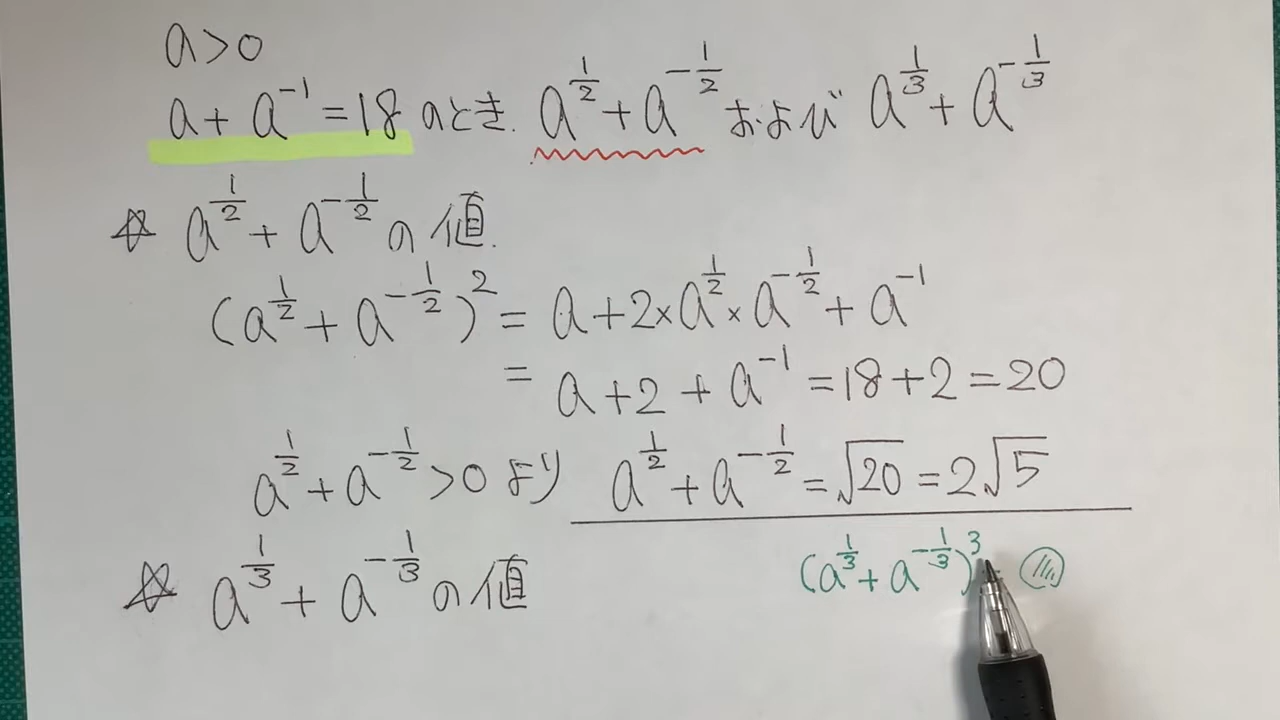 a>0
a+a⁻¹=18のとき. a^{1/2}+a^{-1/2} および a^{1/3}+a^{-1/3}
☆ a^{1/2}+a^{-1/2}の値.
(a^{1/2}+a^{-1/2})²=a+2×a^{1/2}×a^{-1/2}+a⁻¹
=a+2+a⁻¹=18+2=20
a^{1/2}+a^{-1/2}>0より a^{1/2}+a^{-1/2}=√20=2√5
☆ a^{1/3}+a^{-1/3}の値
(a^{1/3}+a^{-1/3})³